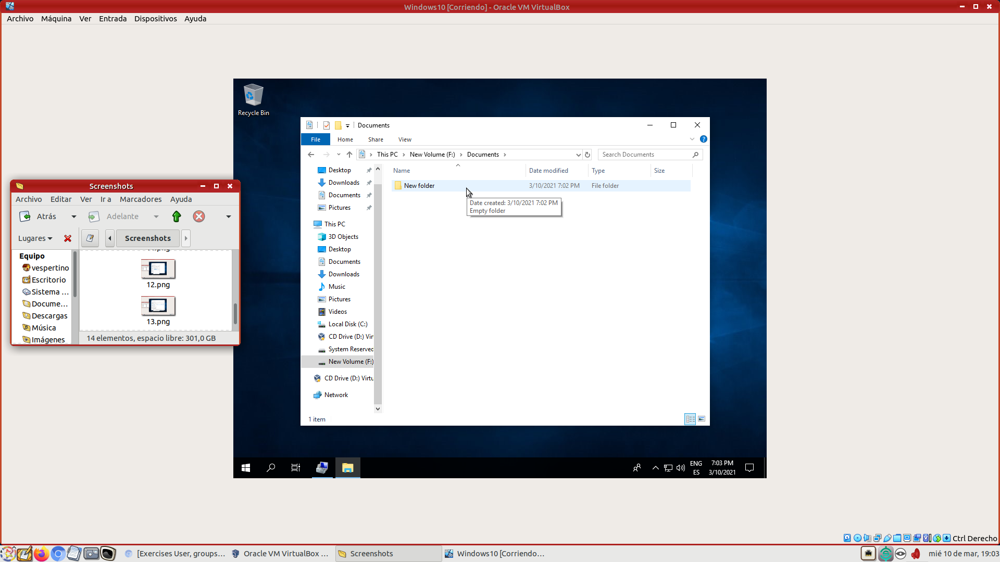 Windows10 [Corriendo] - Oracle VM VirtualBox
Archivo Máquina Ver Entrada Dispositivos Ayuda
Recycle Bin
Documents
File Home Share View
This PC New Volume (F:) Documents
Search Documents
Desktop
Downloads
Documents
Pictures
This PC
3D Objects
Desktop
Documents
Downloads
Music
Pictures
Videos
Local Disk (C:)
CD Drive (D:) Vir
System Reserved
New Volume (F:)
CD Drive (D:) Virtu
Network
Name Date modified Type Size
New folder 3/10/2021 7:02 PM File folder
Date created: 3/10/2021 7:02 PM
Empty folder
1 item
Screenshots
Archivo Editar Ver Ir a Marcadores Ayuda
Atrás Adelante
Lugares Screenshots
Equipo
vespertino
Escritorio
Sistema ...
Docume...
Descargas
Música
Imágenes
12.png
13.png
14 elementos, espacio libre: 301,0 GB
ENG
ES
7:03 PM
3/10/2021
Ctrl Derecho
[Exercises User, groups... Oracle VM VirtualBox ... Screenshots Windows10 [Corriendo... mié 10 de mar, 19:03